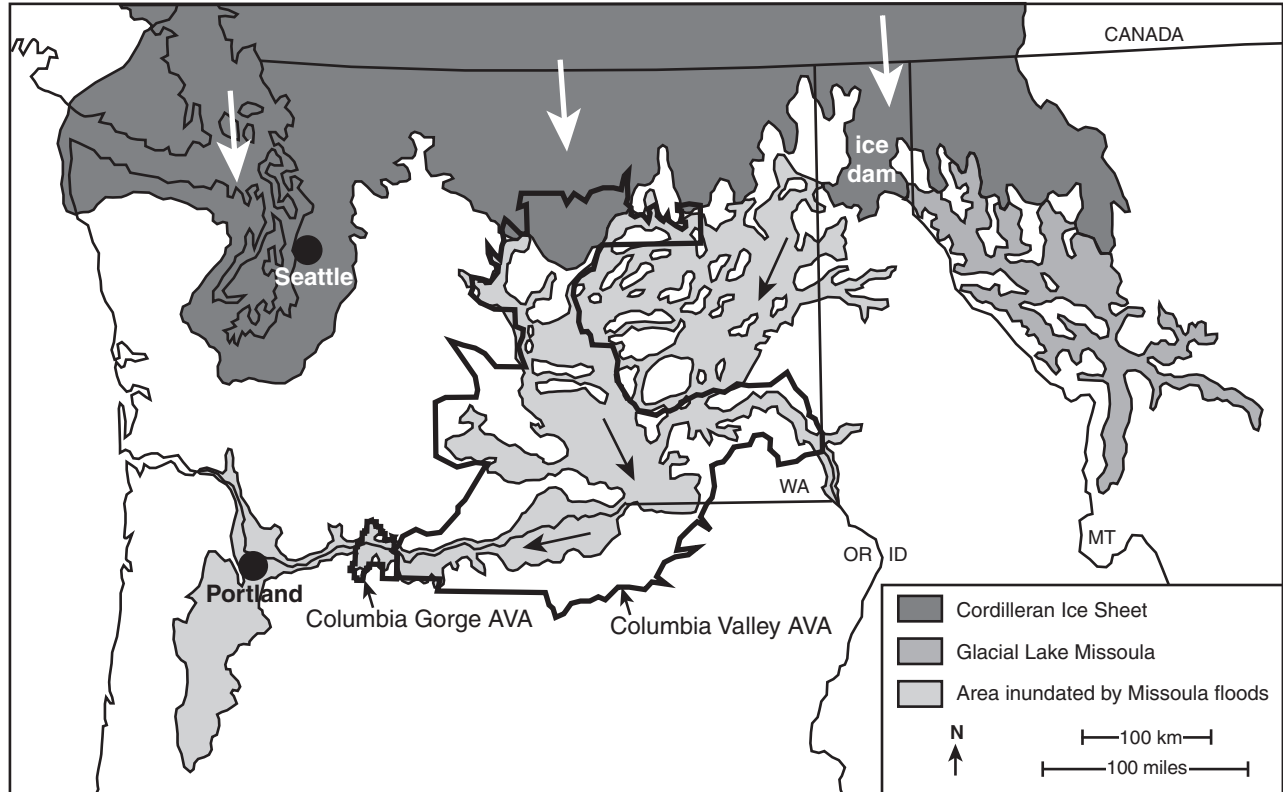 CANADA
ice
dam
Seattle
WA
OR
ID
MT
Portland
Columbia Gorge AVA
Columbia Valley AVA
Cordilleran Ice Sheet
Glacial Lake Missoula
Area inundated by Missoula floods
N
100 km
100 miles